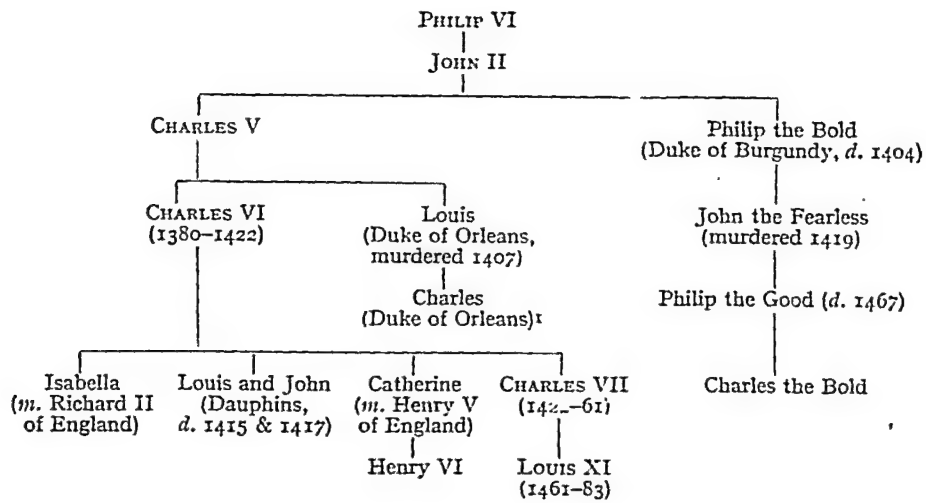 PHILIP VI
JOHN II
CHARLES V
Philip the Bold
(Duke of Burgundy, d. 1404)
CHARLES VI
(1380–1422)
Louis
(Duke of Orleans,
murdered 1407)
John the Fearless
(murdered 1419)
Charles
(Duke of Orleans)¹
Philip the Good (d. 1467)
Isabella
(m. Richard II
of England)
Louis and John
(Dauphins,
d. 1415 & 1417)
Catherine
(m. Henry V
of England)
CHARLES VII
Charles the Bold
Henry VI
Louis XI
(1461–83)